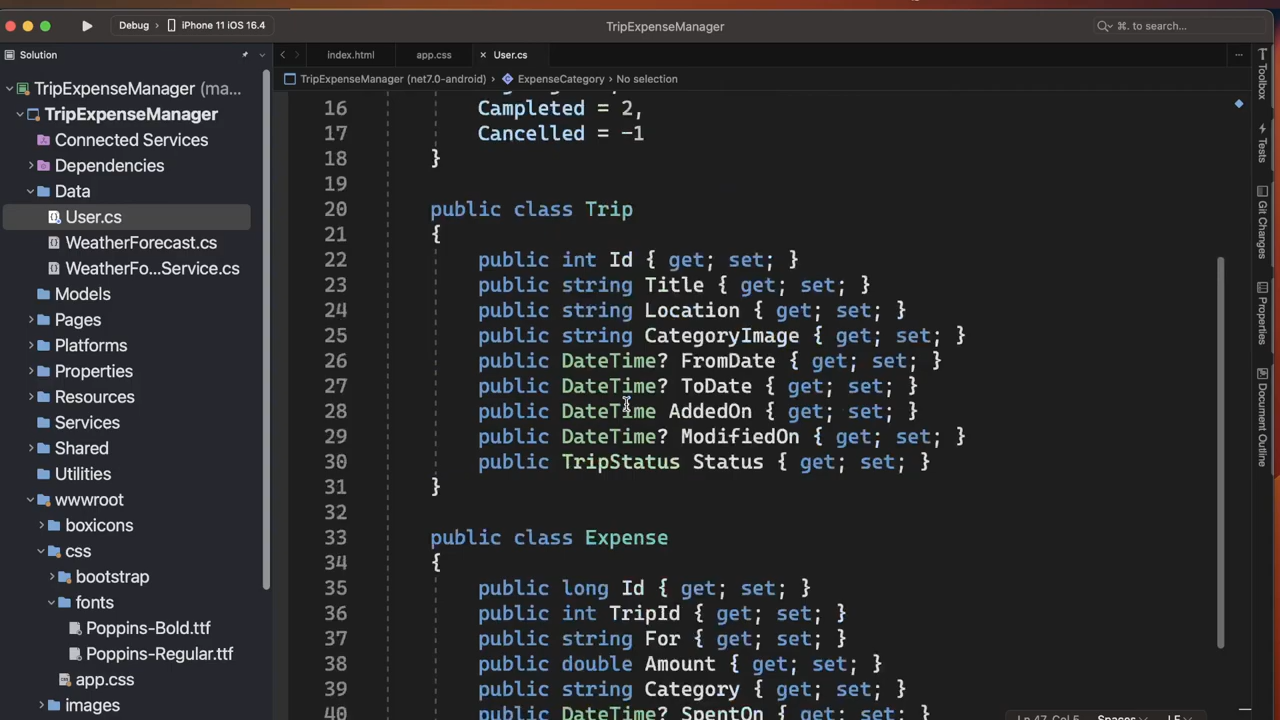 Debug > iPhone 11 iOS 16.4
TripExpenseManager
⌘. to search...
Solution
index.html
app.css
User.cs
TripExpenseManager (net7.0-android) > ExpenseCategory > No selection
TripExpenseManager (ma...
TripExpenseManager
Connected Services
Dependencies
Data
User.cs
WeatherForecast.cs
WeatherFo...Service.cs
Models
Pages
Platforms
Properties
Resources
Services
Shared
Utilities
wwwroot
boxicons
css
bootstrap
fonts
Poppins-Bold.ttf
Poppins-Regular.ttf
app.css
images
16 Campleted = 2,
17 Cancelled = -1
18 }
19
20 public class Trip
21 {
22 public int Id { get; set; }
23 public string Title { get; set; }
24 public string Location { get; set; }
25 public string CategoryImage { get; set; }
26 public DateTime? FromDate { get; set; }
27 public DateTime? ToDate { get; set; }
28 public DateTime AddedOn { get; set; }
29 public DateTime? ModifiedOn { get; set; }
30 public TripStatus Status { get; set; }
31 }
32
33 public class Expense
34 {
35 public long Id { get; set; }
36 public int TripId { get; set; }
37 public string For { get; set; }
38 public double Amount { get; set; }
39 public string Category { get; set; }
40 public DateTime? SpentOn { get; set; }
Toolbox
Tests
Git Changes
Properties
Document Outline